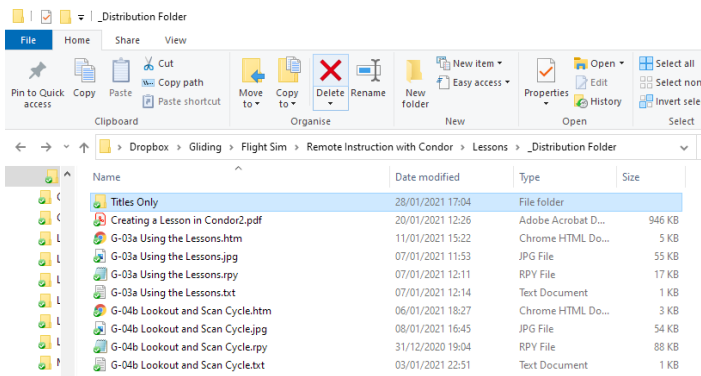 _Distribution Folder
File Home Share View
Pin to Quick access
Copy
Paste
Cut
Copy path
Paste shortcut
Move to
Copy to
Delete
Rename
New folder
New item
Easy access
Properties
Open
Edit
History
Select all
Select non
Invert sele
Clipboard Organise New Open Select
Dropbox > Gliding > Flight Sim > Remote Instruction with Condor > Lessons > _Distribution Folder
Name Date modified Type Size
Titles Only 28/01/2021 17:04 File folder
Creating a Lesson in Condor2.pdf 20/01/2021 12:26 Adobe Acrobat D... 946 KB
G-03a Using the Lessons.htm 11/01/2021 15:22 Chrome HTML Do... 5 KB
G-03a Using the Lessons.jpg 07/01/2021 11:53 JPG File 55 KB
G-03a Using the Lessons.rpy 07/01/2021 12:11 RPY File 17 KB
G-03a Using the Lessons.txt 07/01/2021 12:14 Text Document 1 KB
G-04b Lookout and Scan Cycle.htm 06/01/2021 18:27 Chrome HTML Do... 3 KB
G-04b Lookout and Scan Cycle.jpg 08/01/2021 16:45 JPG File 54 KB
G-04b Lookout and Scan Cycle.rpy 31/12/2020 19:04 RPY File 88 KB
G-04b Lookout and Scan Cycle.txt 03/01/2021 22:51 Text Document 1 KB